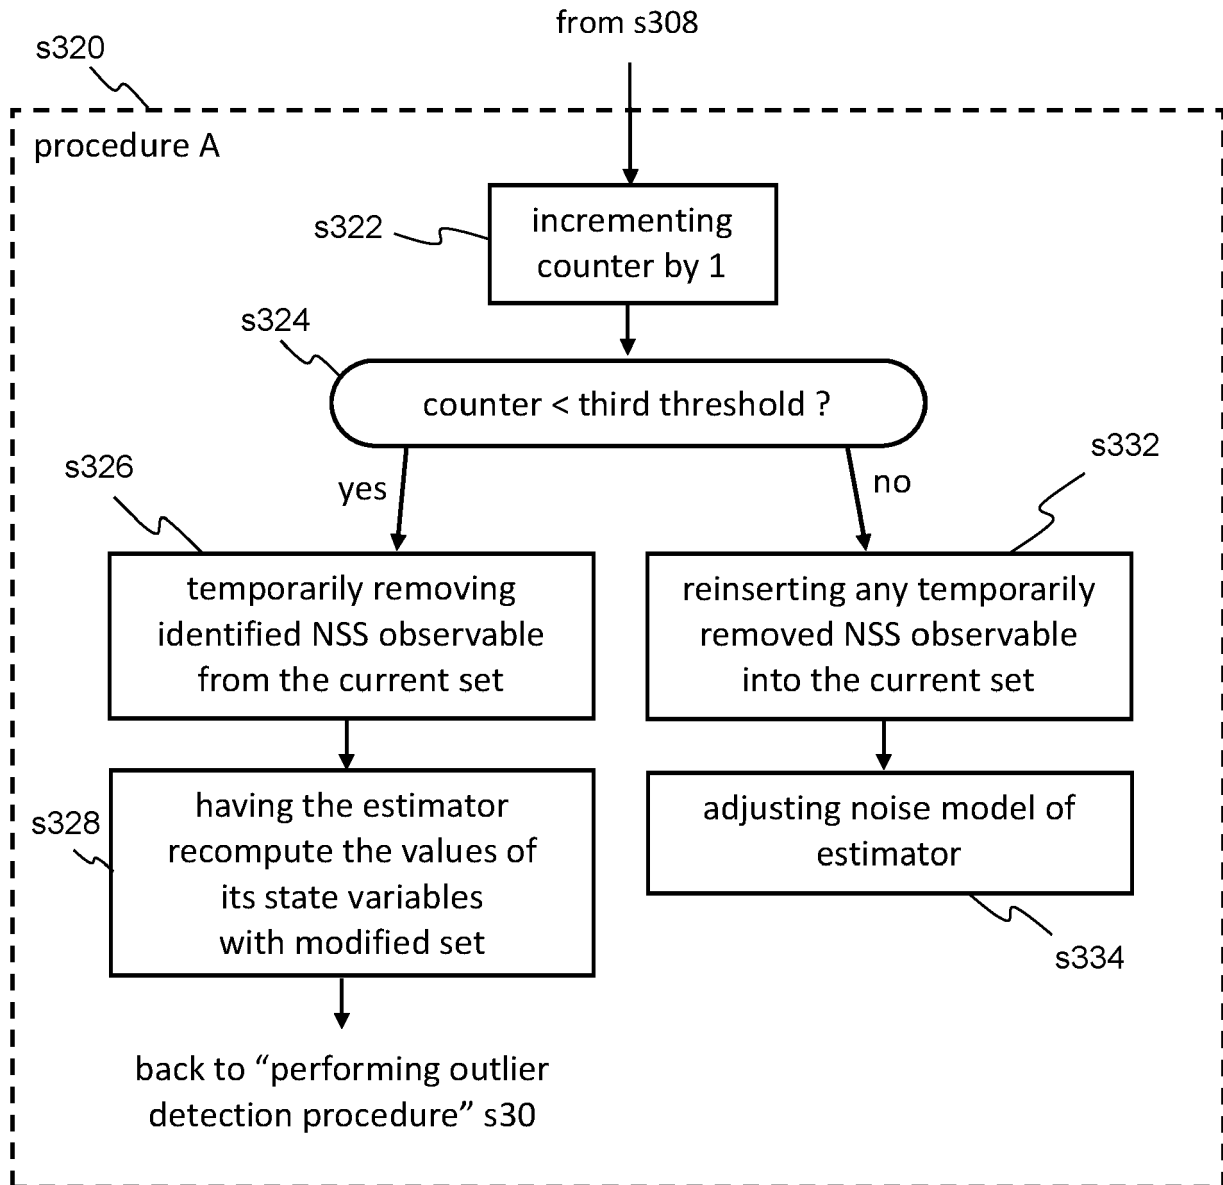 from s308
s320
procedure A
s322
incrementing
counter by 1
s324
counter < third threshold ?
s326
yes
no
s332
temporarily removing
identified NSS observable
from the current set
reinserting any temporarily
removed NSS observable
into the current set
s328
having the estimator
recompute the values of
its state variables
with modified set
adjusting noise model of
estimator
s334
back to “performing outlier
detection procedure” s30